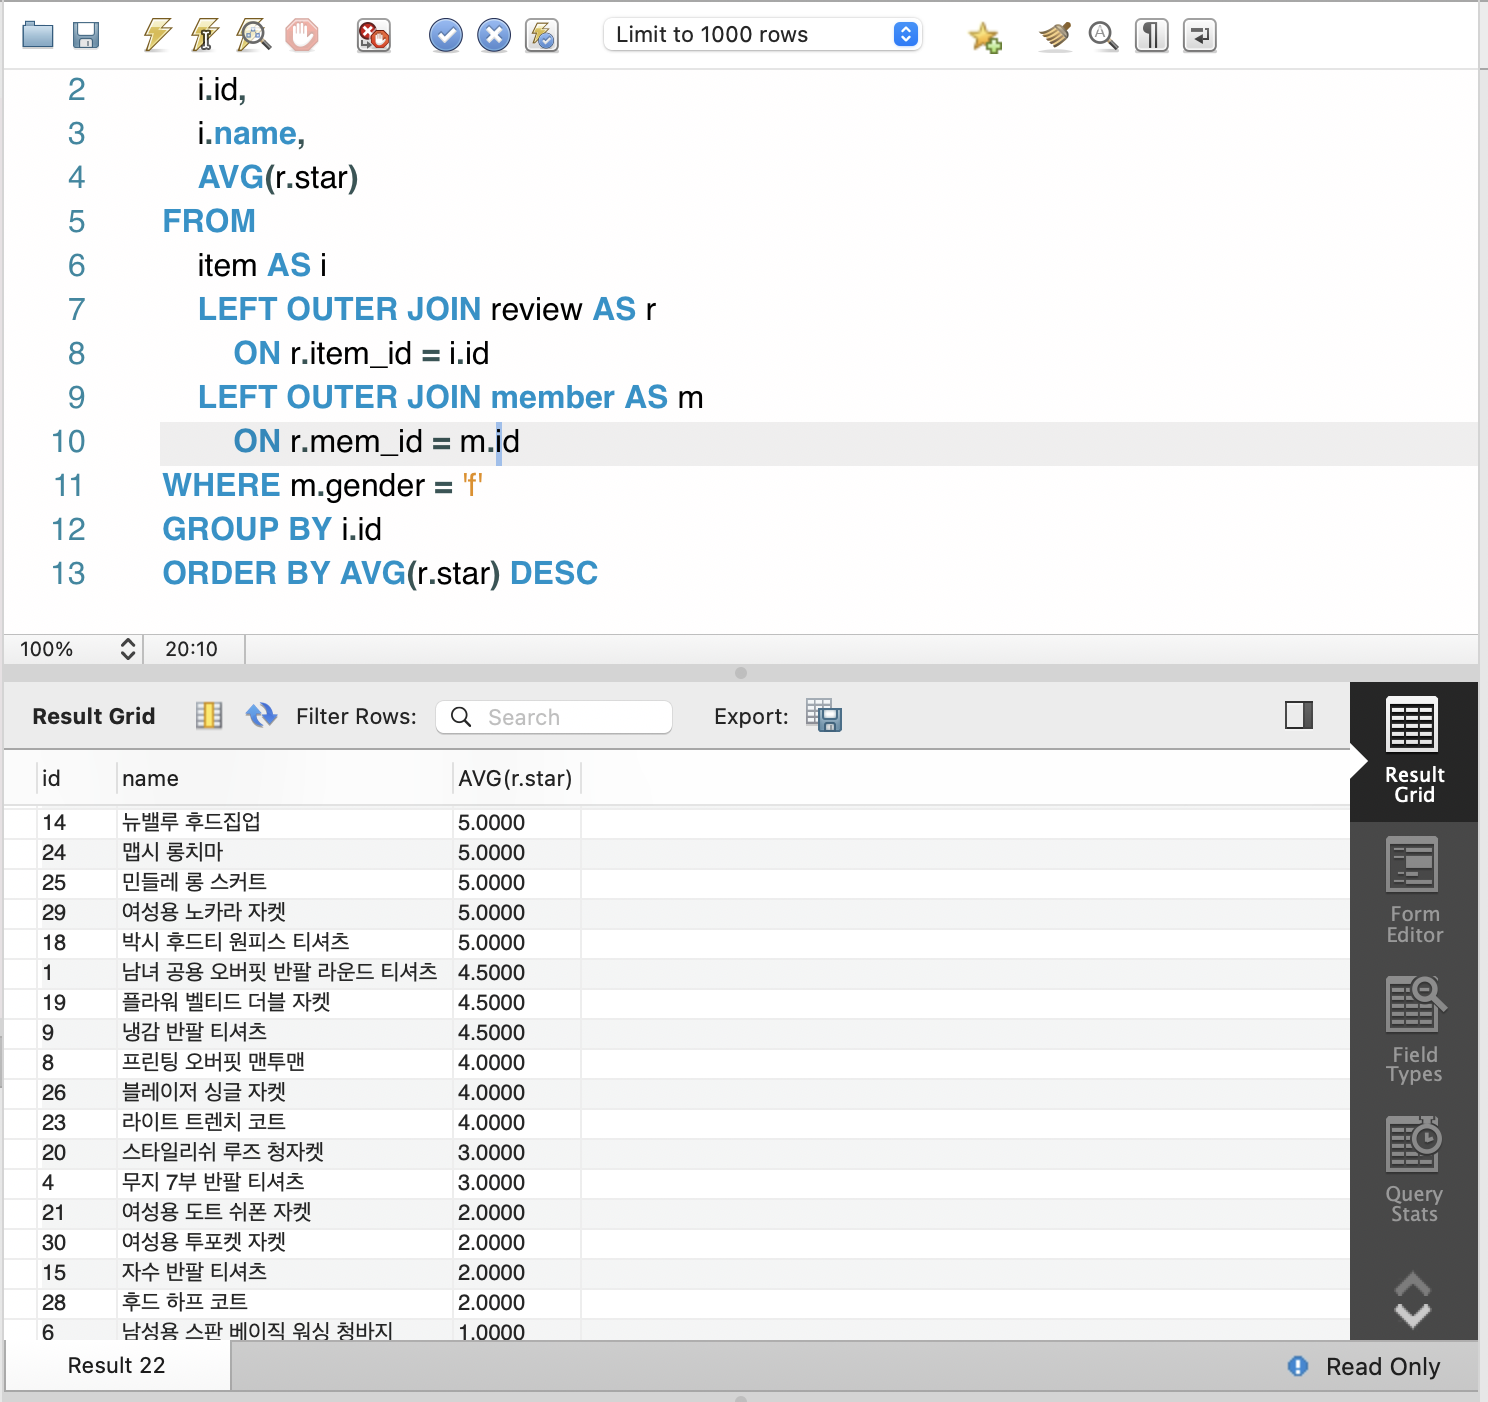 Limit to 1000 rows
2 i.id,
3 i.name,
4 AVG(r.star)
5 FROM
6 item AS i
7 LEFT OUTER JOIN review AS r
8 ON r.item_id = i.id
9 LEFT OUTER JOIN member AS m
10 ON r.mem_id = m.id
11 WHERE m.gender = 'f'
12 GROUP BY i.id
13 ORDER BY AVG(r.star) DESC
100% 20:10
Result Grid Filter Rows: Search Export:
id name AVG(r.star)
14 뉴밸루 후드집업 5.0000
24 맵시 롱치마 5.0000
25 민들레 롱 스커트 5.0000
29 여성용 노카라 자켓 5.0000
18 박시 후드티 원피스 티셔츠 5.0000
1 남녀 공용 오버핏 반팔 라운드 티셔츠 4.5000
19 플라워 벨티드 더블 자켓 4.5000
9 냉감 반팔 티셔츠 4.5000
8 프린팅 오버핏 맨투맨 4.0000
26 블레이저 싱글 자켓 4.0000
23 라이트 트렌치 코트 4.0000
20 스타일리쉬 루즈 청자켓 3.0000
4 무지 7부 반팔 티셔츠 3.0000
21 여성용 도트 쉬폰 자켓 2.0000
30 여성용 투포켓 자켓 2.0000
15 자수 반팔 티셔츠 2.0000
28 후드 하프 코트 2.0000
6 남성용 스판 베이직 워싱 청바지 1.0000
Result
Grid
Form
Editor
Field
Types
Query
Stats
Result 22 Read Only